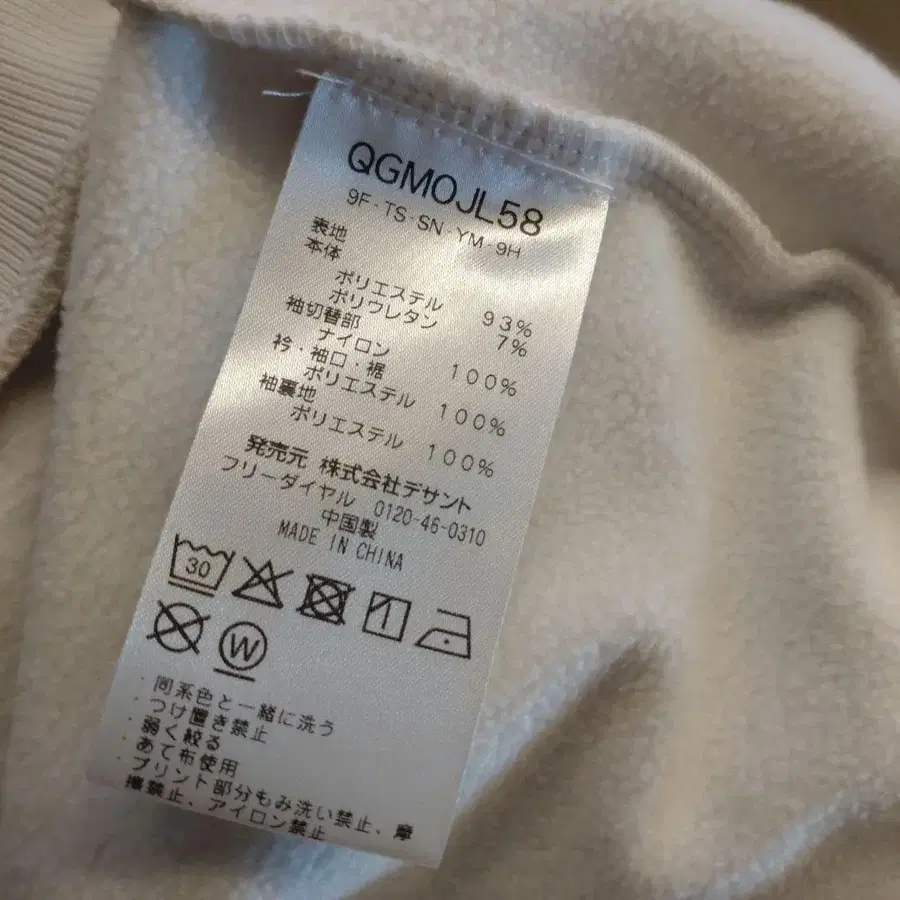 QGMOJL58
9F・TS・SN・YM・9H
表地
本体
ポリエステル 93%
ポリウレタン 7%
袖切替部
ナイロン 100%
衿・袖口・裾
ポリエステル 100%
袖裏地
ポリエステル 100%
発売元 株式会社デサント
フリーダイヤル 0120-46-0310
中国製
MADE IN CHINA
30
W
・同系色と一緒に洗う
・つけ置き禁止
・弱く絞る
・あて布使用
・プリント部分もみ洗い禁止、摩
擦禁止、アイロン禁止